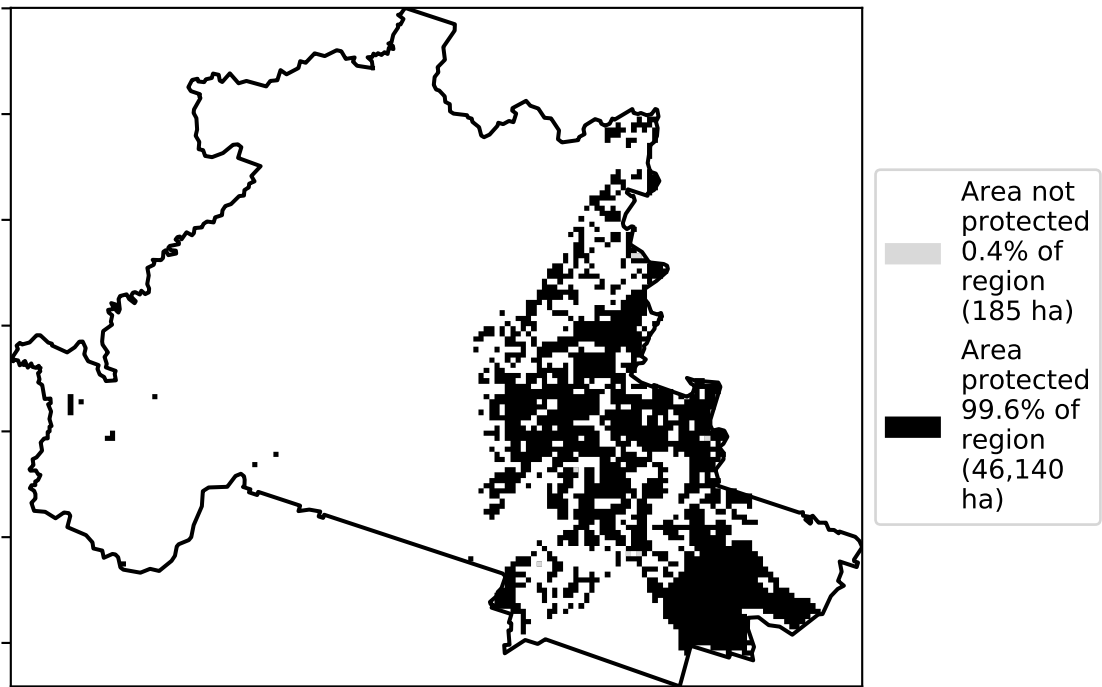 Area not
protected
0.4% of
region
(185 ha)
Area
protected
99.6% of
region
(46,140
ha)